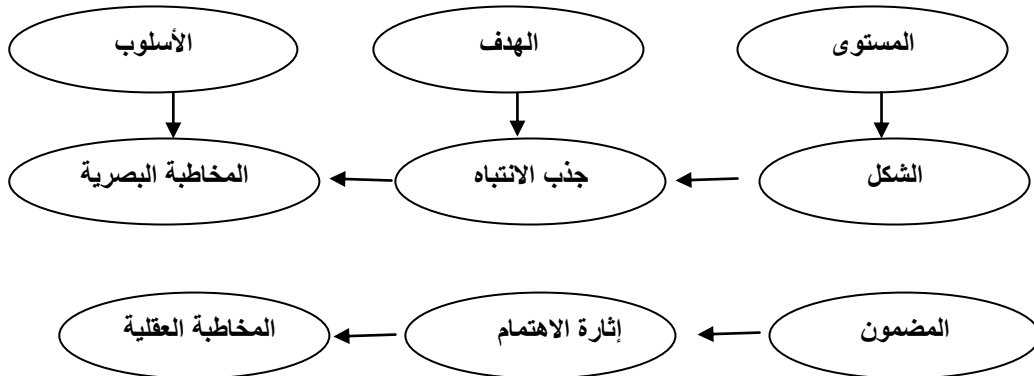 المستوى
الهدف
الأسلوب
الشكل
جذب الانتباه
المخاطبة البصرية
المضمون
إثارة الاهتمام
المخاطبة العقلية